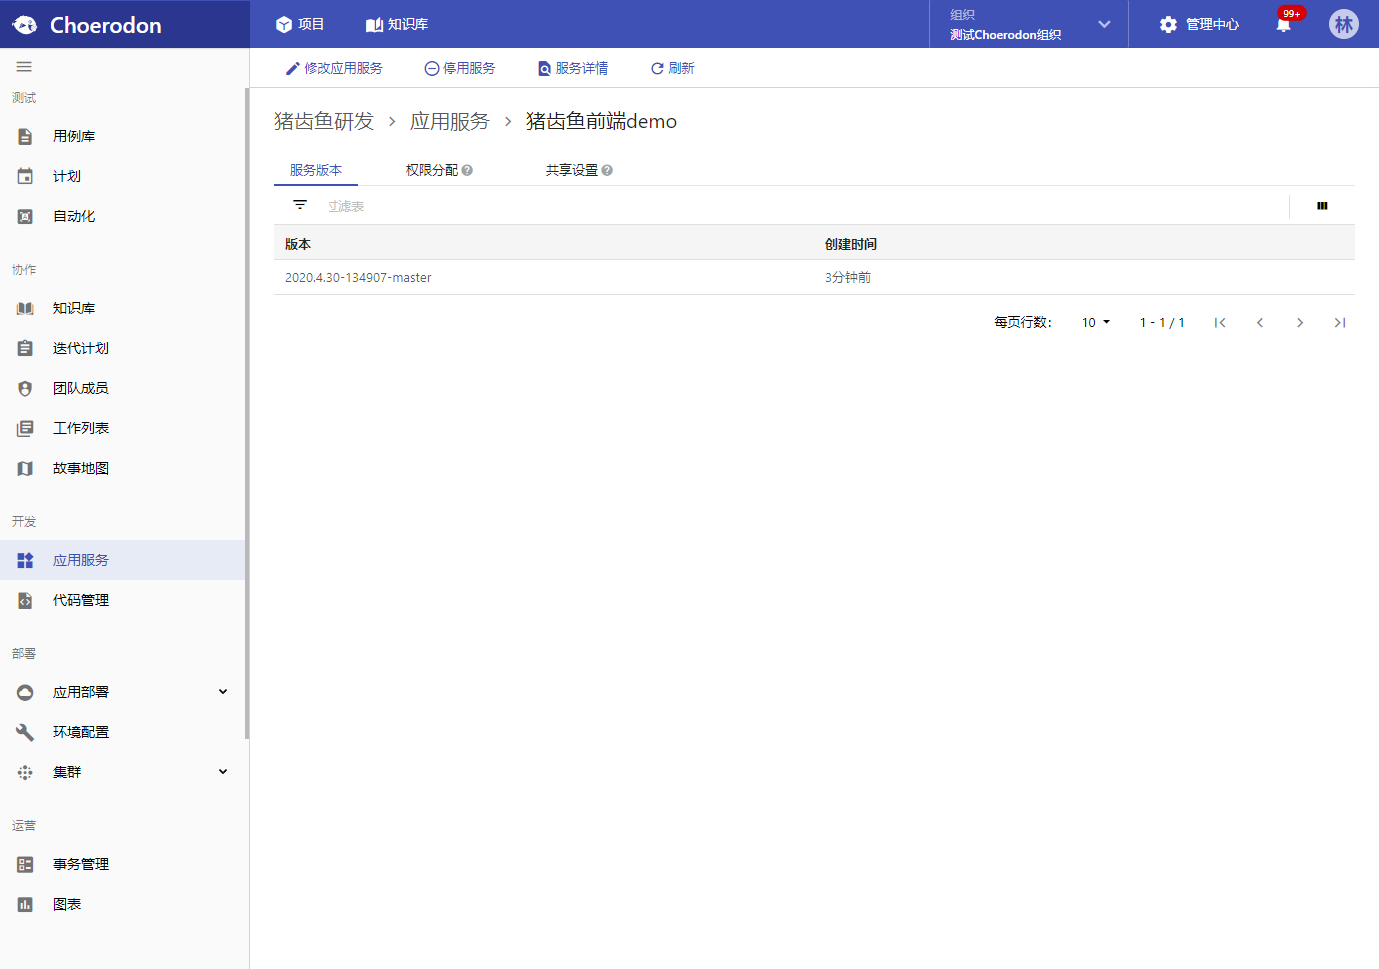 Choerodon
项目
知识库
组织
测试Choerodon组织
管理中心
99+
林
测试
用例库
计划
自动化
协作
知识库
迭代计划
团队成员
工作列表
故事地图
开发
应用服务
代码管理
部署
应用部署
环境配置
集群
运营
事务管理
图表
修改应用服务
停用服务
服务详情
刷新
猪齿鱼研发 > 应用服务 > 猪齿鱼前端demo
服务版本
权限分配
共享设置
过滤表
版本 创建时间
2020.4.30-134907-master 3分钟前
每页行数： 10 1 - 1 / 1